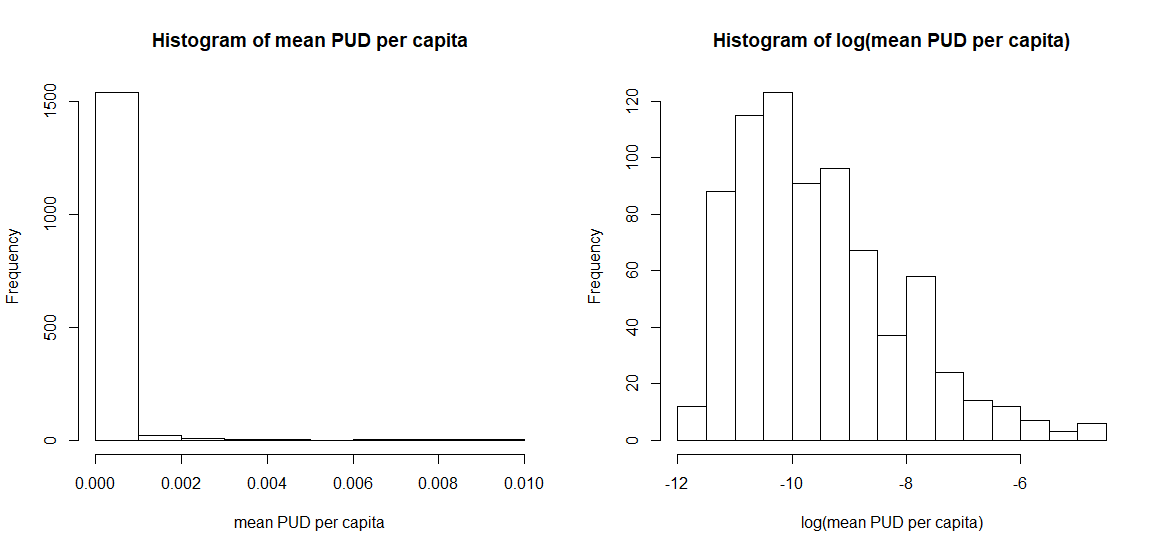 Histogram of mean PUD per capita
Frequency
1500
1000
500
0
0.000 0.002 0.004 0.006 0.008 0.010
mean PUD per capita
Histogram of log(mean PUD per capita)
Frequency
120
100
80
60
40
20
0
-12 -10 -8 -6
log(mean PUD per capita)